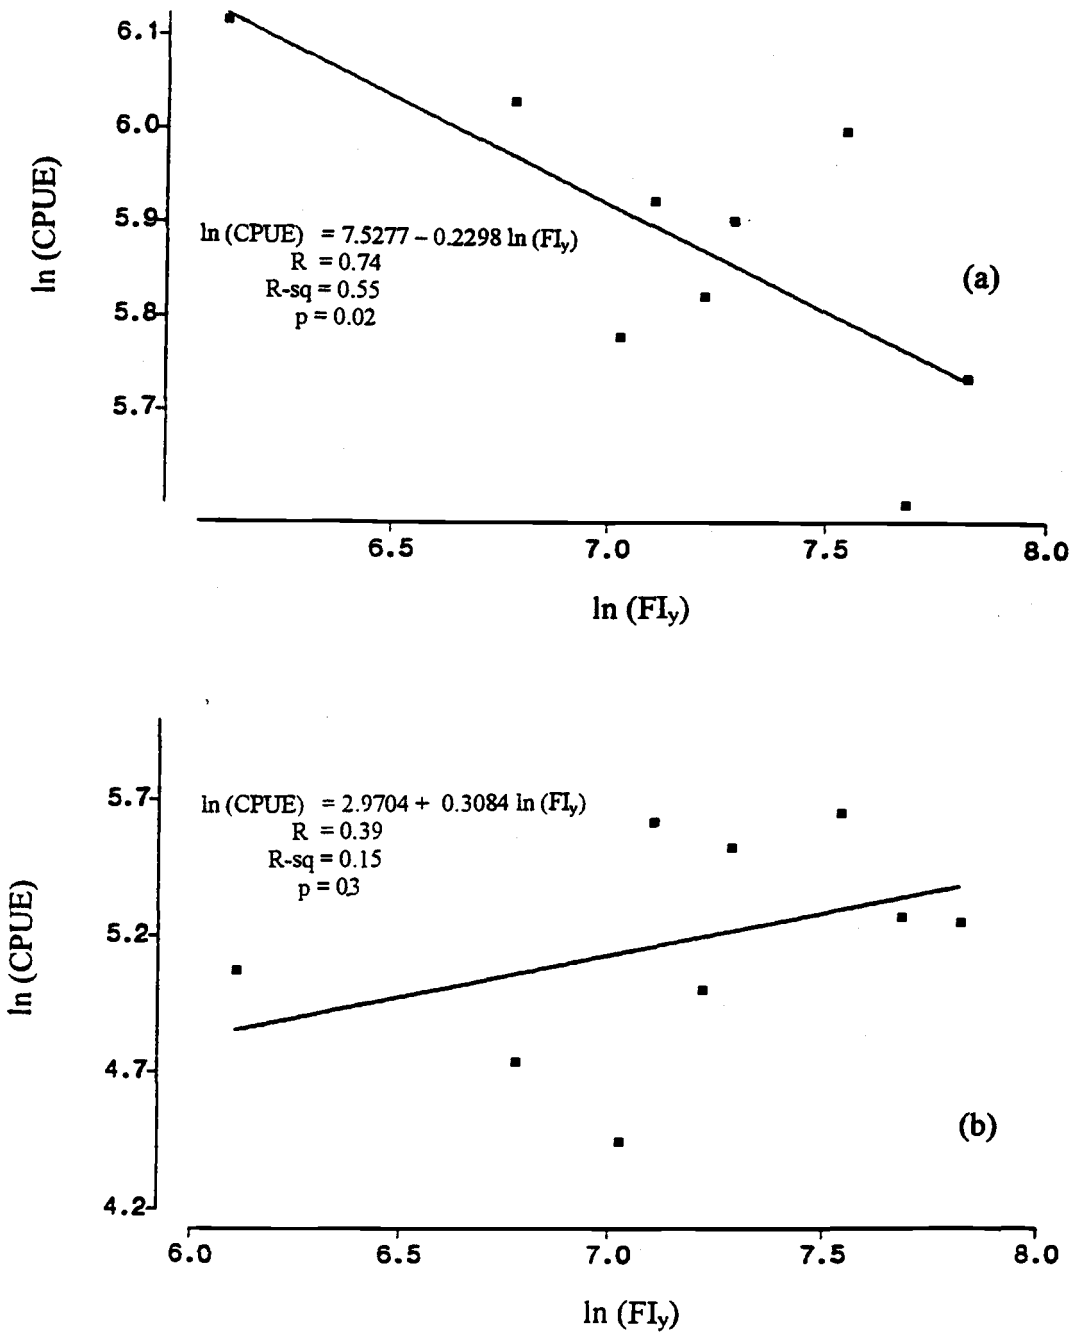 6.1
6.0
5.9
5.8
5.7
ln (CPUE)
ln (CPUE) = 7.5277 – 0.2298 ln (FIy)
R = 0.74
R-sq = 0.55
p = 0.02
(a)
6.5 7.0 7.5 8.0
ln (FIy)
5.7
5.2
4.7
4.2
ln (CPUE)
ln (CPUE) = 2.9704 + 0.3084 ln (FIy)
R = 0.39
R-sq = 0.15
p = 03
(b)
6.0 6.5 7.0 7.5 8.0
ln (FIy)